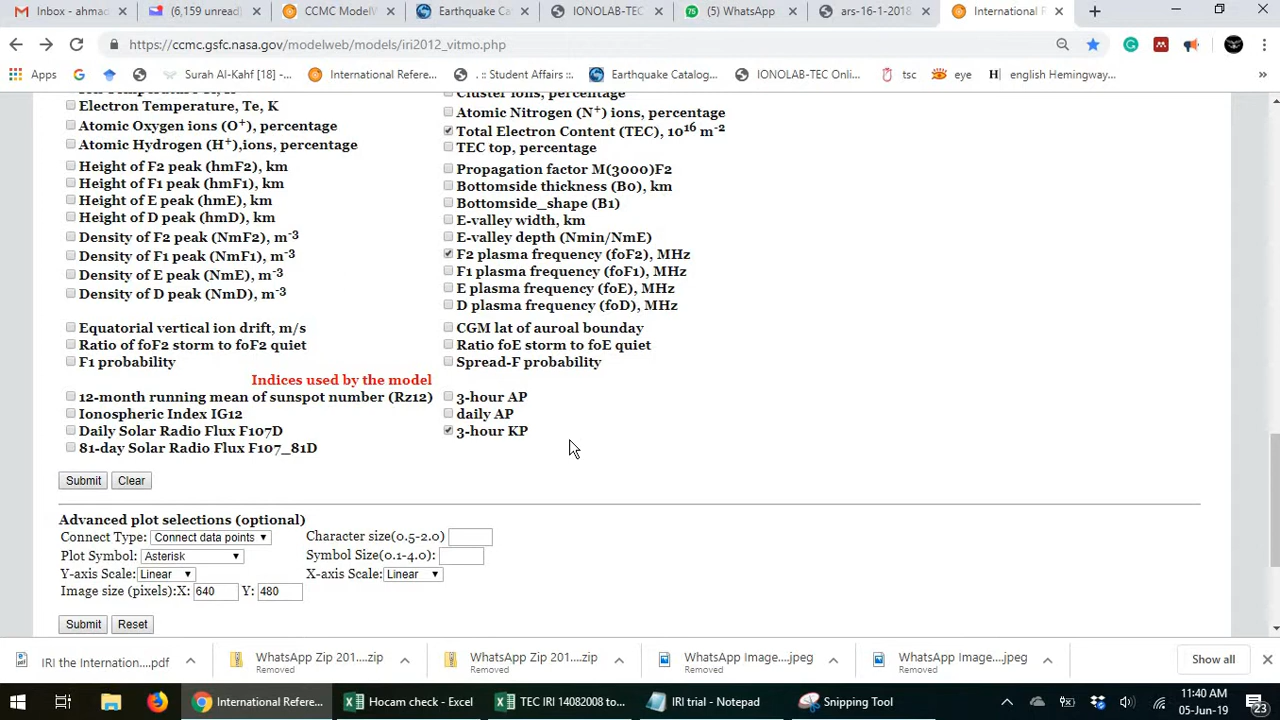 Inbox - ahmad
(6,159 unread)
CCMC ModelW
Earthquake Ca
IONOLAB-TEC
(5) WhatsApp
ars-16-1-2018
International R
https://ccmc.gsfc.nasa.gov/modelweb/models/iri2012_vitmo.php
Apps
Surah Al-Kahf [18] -...
International Refere...
.:: Student Affairs ::.
Earthquake Catalog...
IONOLAB-TEC Onli...
tsc
eye
english Hemingway...
Cluster ions, percentage
Electron Temperature, Te, K
Atomic Nitrogen (N+) ions, percentage
Atomic Oxygen ions (O+), percentage
Total Electron Content (TEC), 10^16 m^-2
Atomic Hydrogen (H+),ions, percentage
TEC top, percentage
Height of F2 peak (hmF2), km
Propagation factor M(3000)F2
Height of F1 peak (hmF1), km
Bottomside thickness (B0), km
Height of E peak (hmE), km
Bottomside_shape (B1)
Height of D peak (hmD), km
E-valley width, km
Density of F2 peak (NmF2), m^-3
E-valley depth (Nmin/NmE)
Density of F1 peak (NmF1), m^-3
F2 plasma frequency (foF2), MHz
Density of E peak (NmE), m^-3
F1 plasma frequency (foF1), MHz
Density of D peak (NmD), m^-3
E plasma frequency (foE), MHz
D plasma frequency (foD), MHz
Equatorial vertical ion drift, m/s
CGM lat of auroal boundary
Ratio of foF2 storm to foF2 quiet
Ratio foE storm to foE quiet
F1 probability
Spread-F probability
Indices used by the model
12-month running mean of sunspot number (Rz12)
3-hour AP
Ionospheric Index IG12
daily AP
Daily Solar Radio Flux F107D
3-hour KP
81-day Solar Radio Flux F107_81D
Submit
Clear
Advanced plot selections (optional)
Connect Type: Connect data points
Character size(0.5-2.0)
Plot Symbol: Asterisk
Symbol Size(0.1-4.0):
Y-axis Scale: Linear
X-axis Scale: Linear
Image size (pixels):X: 640 Y: 480
Submit
Reset
IRI the Internation....pdf
WhatsApp Zip 201....zip
Removed
WhatsApp Zip 201....zip
Removed
WhatsApp Image....jpeg
Removed
WhatsApp Image....jpeg
Removed
Show all
International Refere...
Hocam check - Excel
TEC IRI 14082008 to...
IRI trial - Notepad
Snipping Tool
11:40 AM
05-Jun-19
23